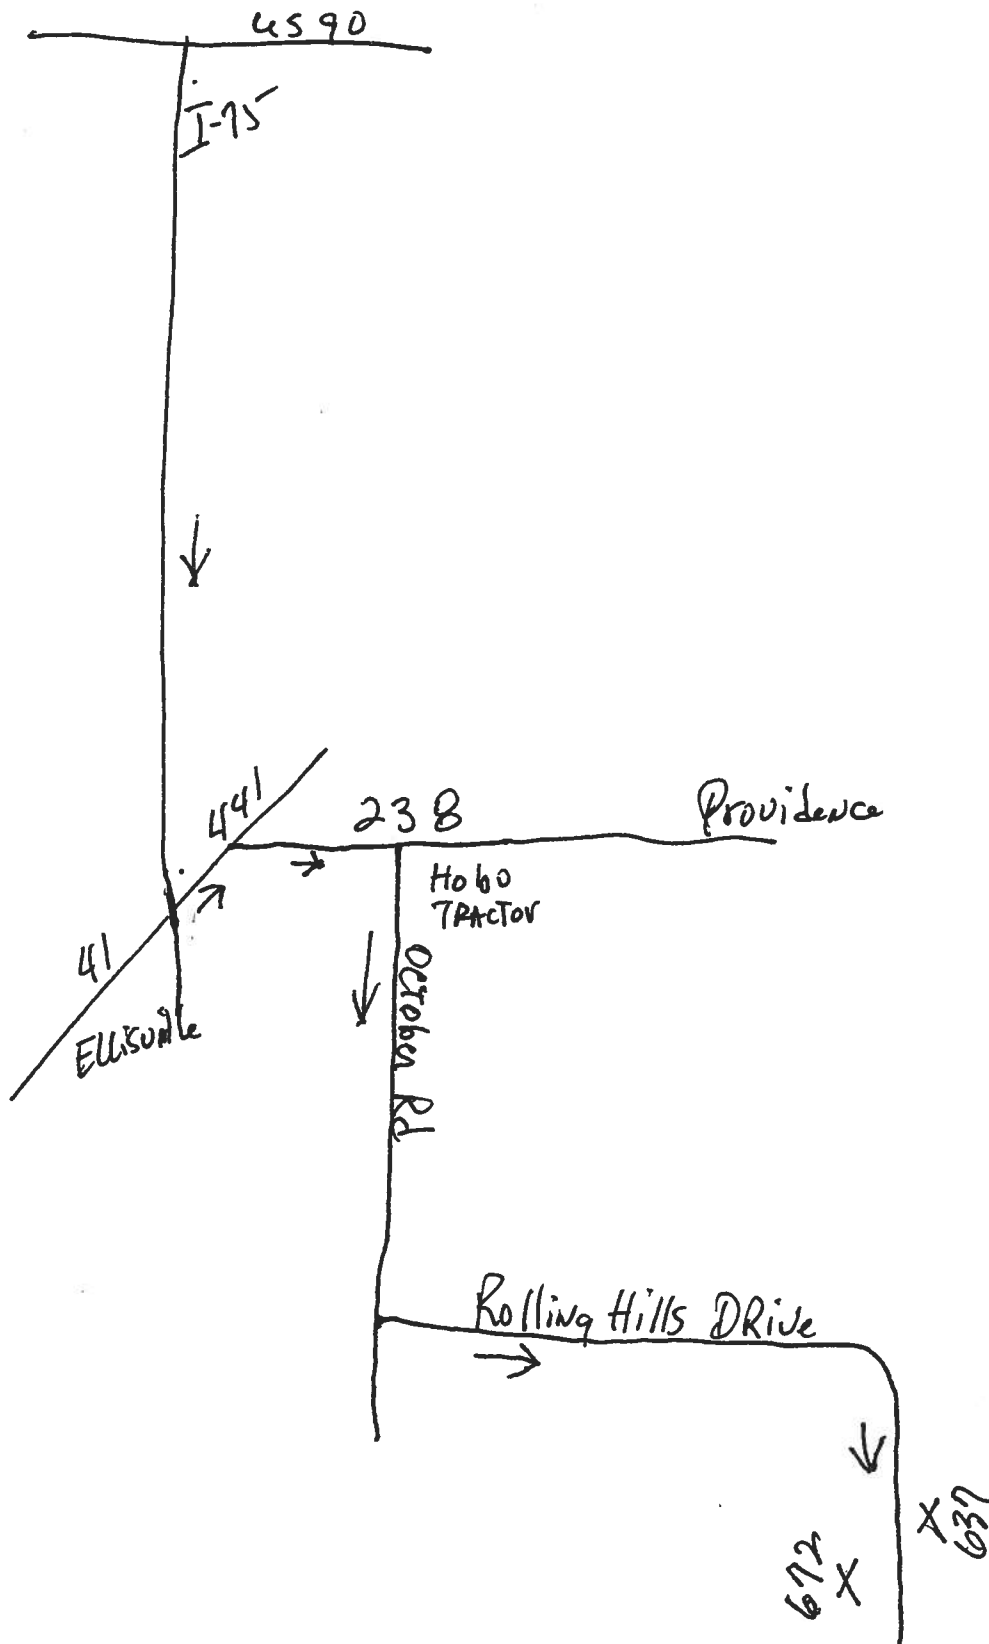 US 90
I-75
441
238
Providence
Hobo
TRACTOR
41
Ellisville
October Rd
Rolling Hills DRive
637
672